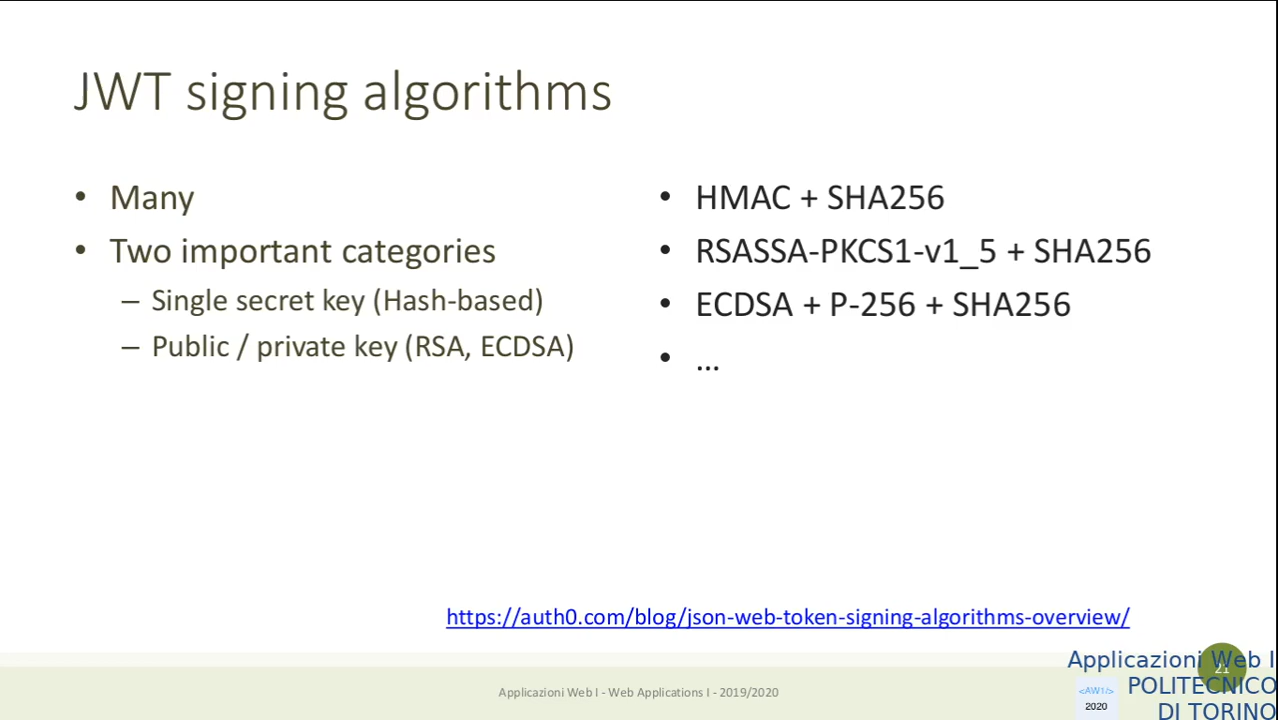 JWT signing algorithms
• Many
• Two important categories
– Single secret key (Hash-based)
– Public / private key (RSA, ECDSA)
• HMAC + SHA256
• RSASSA-PKCS1-v1_5 + SHA256
• ECDSA + P-256 + SHA256
• ...
https://auth0.com/blog/json-web-token-signing-algorithms-overview/
Applicazioni Web I - Web Applications I - 2019/2020
21
Applicazioni Web I
POLITECNICO
DI TORINO
<AW1/>
2020